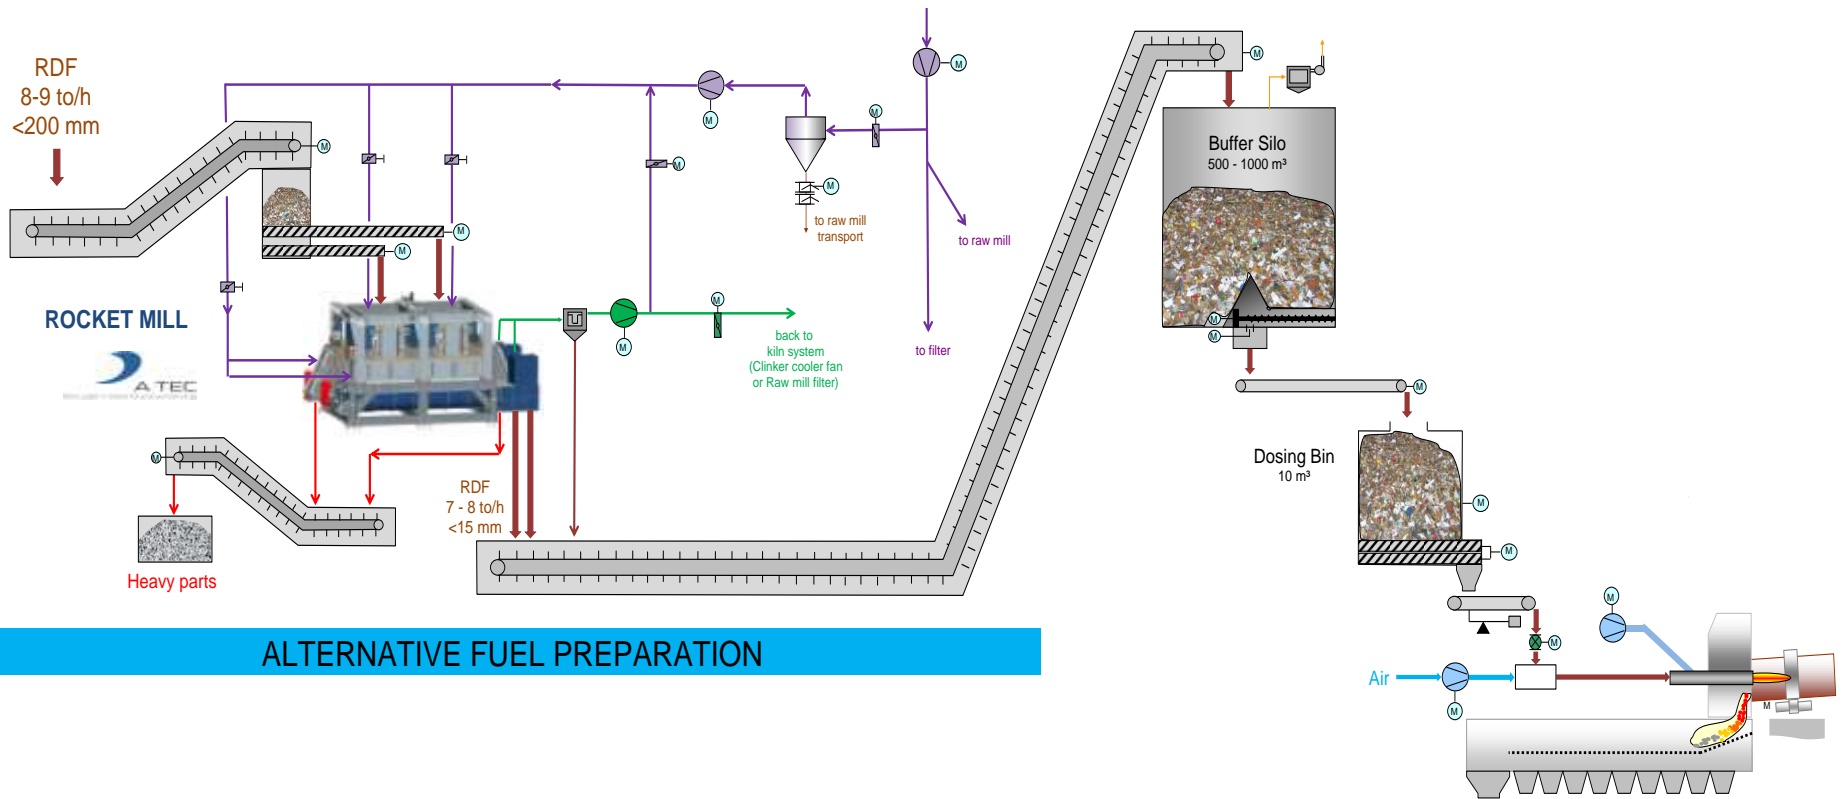 RDF
8-9 to/h
<200 mm
M
M
M
M
M
M
M
M
to raw mill
transport
to raw mill
to filter
M
M
back to
kiln system
(Clinker cooler fan
or Raw mill filter)
ROCKET MILL
A TEC
M
Heavy parts
RDF
7 - 8 to/h
<15 mm
ALTERNATIVE FUEL PREPARATION
M
Buffer Silo
500 - 1000 m³
M
M
M
Dosing Bin
10 m³
M
M
M
M
Air
M
M